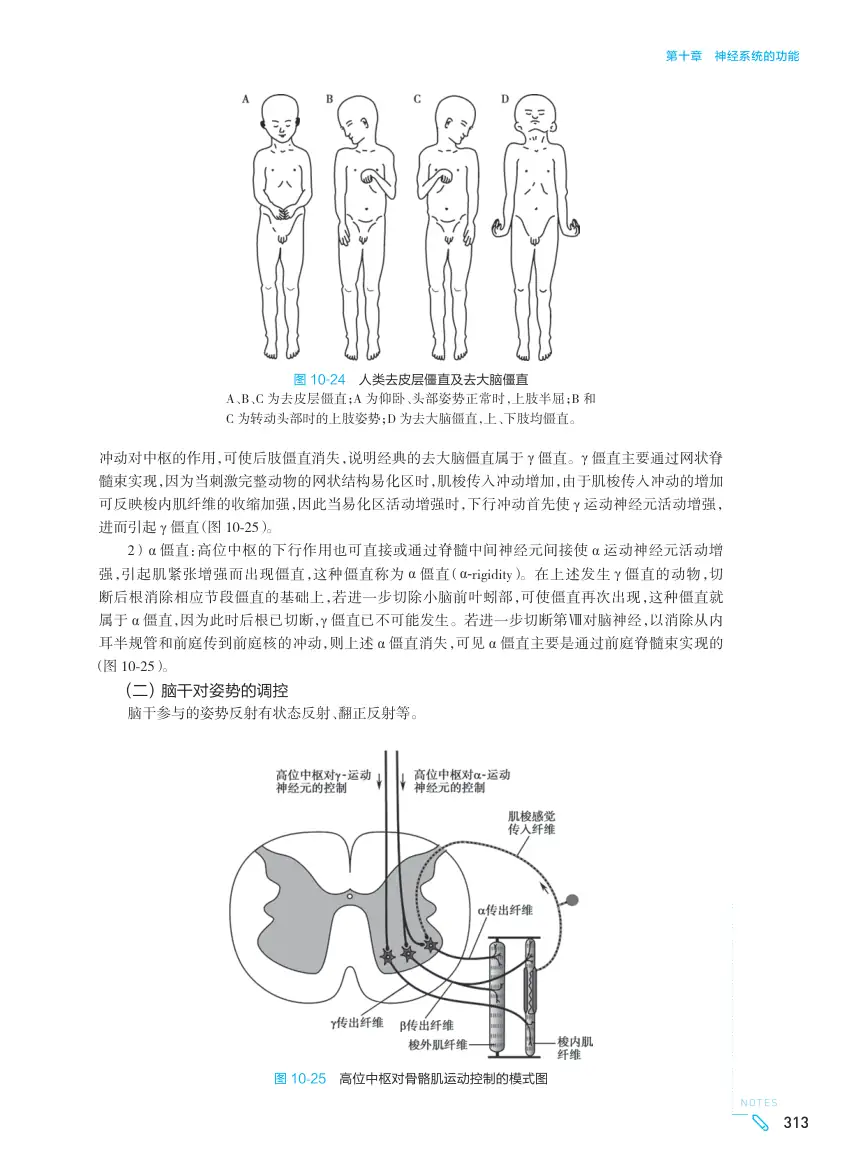 第十章 神经系统的功能
A B C D
图 10-24 人类去皮层僵直及去大脑僵直
A、B、C 为去皮层僵直；A 为仰卧、头部姿势正常时，上肢半屈；B 和
C 为转动头部时的上肢姿势；D 为去大脑僵直，上、下肢均僵直。
冲动对中枢的作用，可使后肢僵直消失，说明经典的去大脑僵直属于 γ 僵直。γ 僵直主要通过网状脊
髓束实现，因为当刺激完整动物的网状结构易化区时，肌梭传入冲动增加，由于肌梭传入冲动的增加
可反映梭内肌纤维的收缩加强，因此当易化区活动增强时，下行冲动首先使 γ 运动神经元活动增强，
进而引起 γ 僵直（图 10-25）。
2）α 僵直：高位中枢的下行作用也可直接或通过脊髓中间神经元间接使 α 运动神经元活动增
强，引起肌紧张增强而出现僵直，这种僵直称为 α 僵直（α-rigidity）。在上述发生 γ 僵直的动物，切
断后根消除相应节段僵直的基础上，若进一步切除小脑前叶蚓部，可使僵直再次出现，这种僵直就
属于 α 僵直，因为此时后根已切断，γ 僵直已不可能发生。若进一步切断第Ⅷ对脑神经，以消除从内
耳半规管和前庭传到前庭核的冲动，则上述 α 僵直消失，可见 α 僵直主要是通过前庭脊髓束实现的
（图 10-25）。
（二）脑干对姿势的调控
脑干参与的姿势反射有状态反射、翻正反射等。
高位中枢对γ-运动
神经元的控制
高位中枢对α-运动
神经元的控制
肌梭感觉
传入纤维
α传出纤维
γ传出纤维
β传出纤维
梭外肌纤维
梭内肌
纤维
图 10-25 高位中枢对骨骼肌运动控制的模式图
NOTES
313